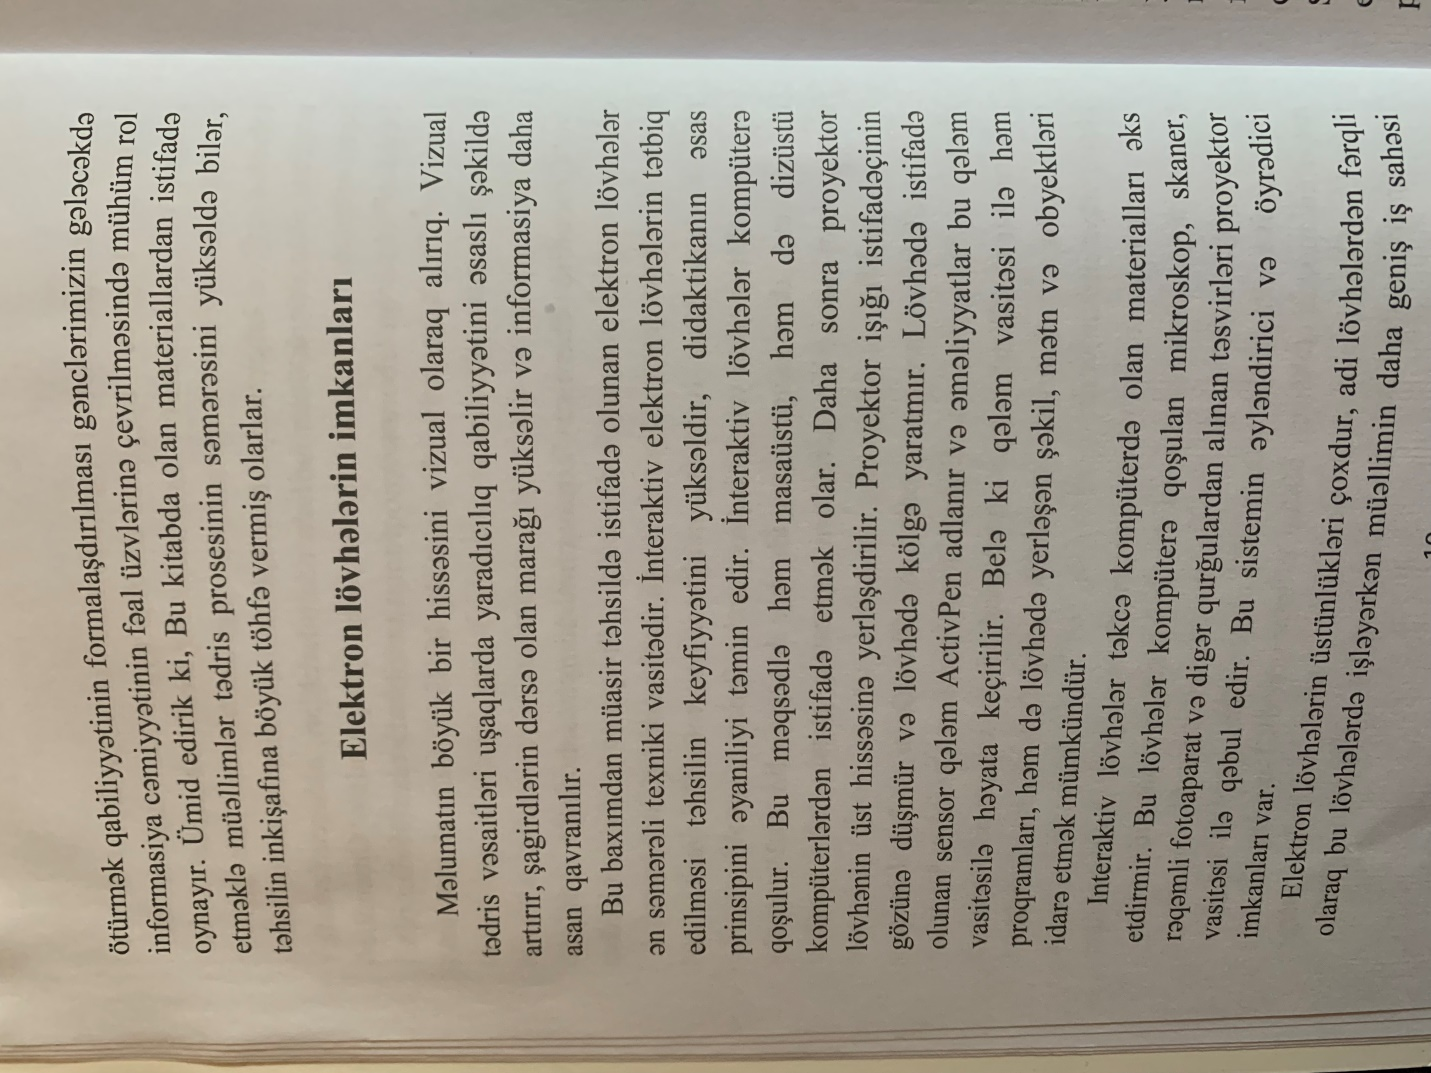 ötürmək qabiliyyətinin formalaşdırılması gənclərimizin gələcəkdə
informasiya cəmiyyətinin fəal üzvlərinə çevrilməsində mühüm rol
oynayır. Ümid edirik ki, Bu kitabda olan materiallardan istifadə
etməklə müəllimlər tədris prosesinin səmərəsini yüksəldə bilər,
təhsilin inkişafına böyük töhfə vermiş olarlar.
Elektron lövhələrin imkanları
Məlumatın böyük bir hissəsini vizual olaraq alırıq. Vizual
tədris vəsaitləri uşaqlarda yaradıcılıq qabiliyyətini əsaslı şəkildə
artırır, şagirdlərin dərsə olan marağı yüksəlir və informasiya daha
asan qavranılır.
Bu baxımdan müasir təhsildə istifadə olunan elektron lövhələr
ən səmərəli texniki vasitədir. İnteraktiv elektron lövhələrin tətbiq
edilməsi təhsilin keyfiyyətini yüksəldir, didaktikanın əsas
prinsipini əyaniliyi təmin edir. İnteraktiv lövhələr kompüterə
qoşulur. Bu məqsədlə həm masaüstü, həm də dizüstü
kompüterlərdən istifadə etmək olar. Daha sonra proyektor
lövhənin üst hissəsinə yerləşdirilir. Proyektor işığı istifadəçinin
gözünə düşmür və lövhədə kölgə yaratmır. Lövhədə istifadə
olunan sensor qələm ActivPen adlanır və əməliyyatlar bu qələm
vasitəsilə həyata keçirilir. Belə ki qələm vasitəsi ilə həm
proqramları, həm də lövhədə yerləşən şəkil, mətn və obyektləri
idarə etmək mümkündür.
Interaktiv lövhələr təkcə kompüterdə olan materialları əks
etdirmir. Bu lövhələr kompüterə qoşulan mikroskop, skaner,
rəqəmli fotoaparat və digər qurğulardan alınan təsvirləri proyektor
vasitəsi ilə qəbul edir. Bu sistemin əyləndirici və öyrədici
imkanları var.
Elektron lövhələrin üstünlükləri çoxdur, adi lövhələrdən fərqli
olaraq bu lövhələrdə işləyərkən müəllimin daha geniş iş sahəsi